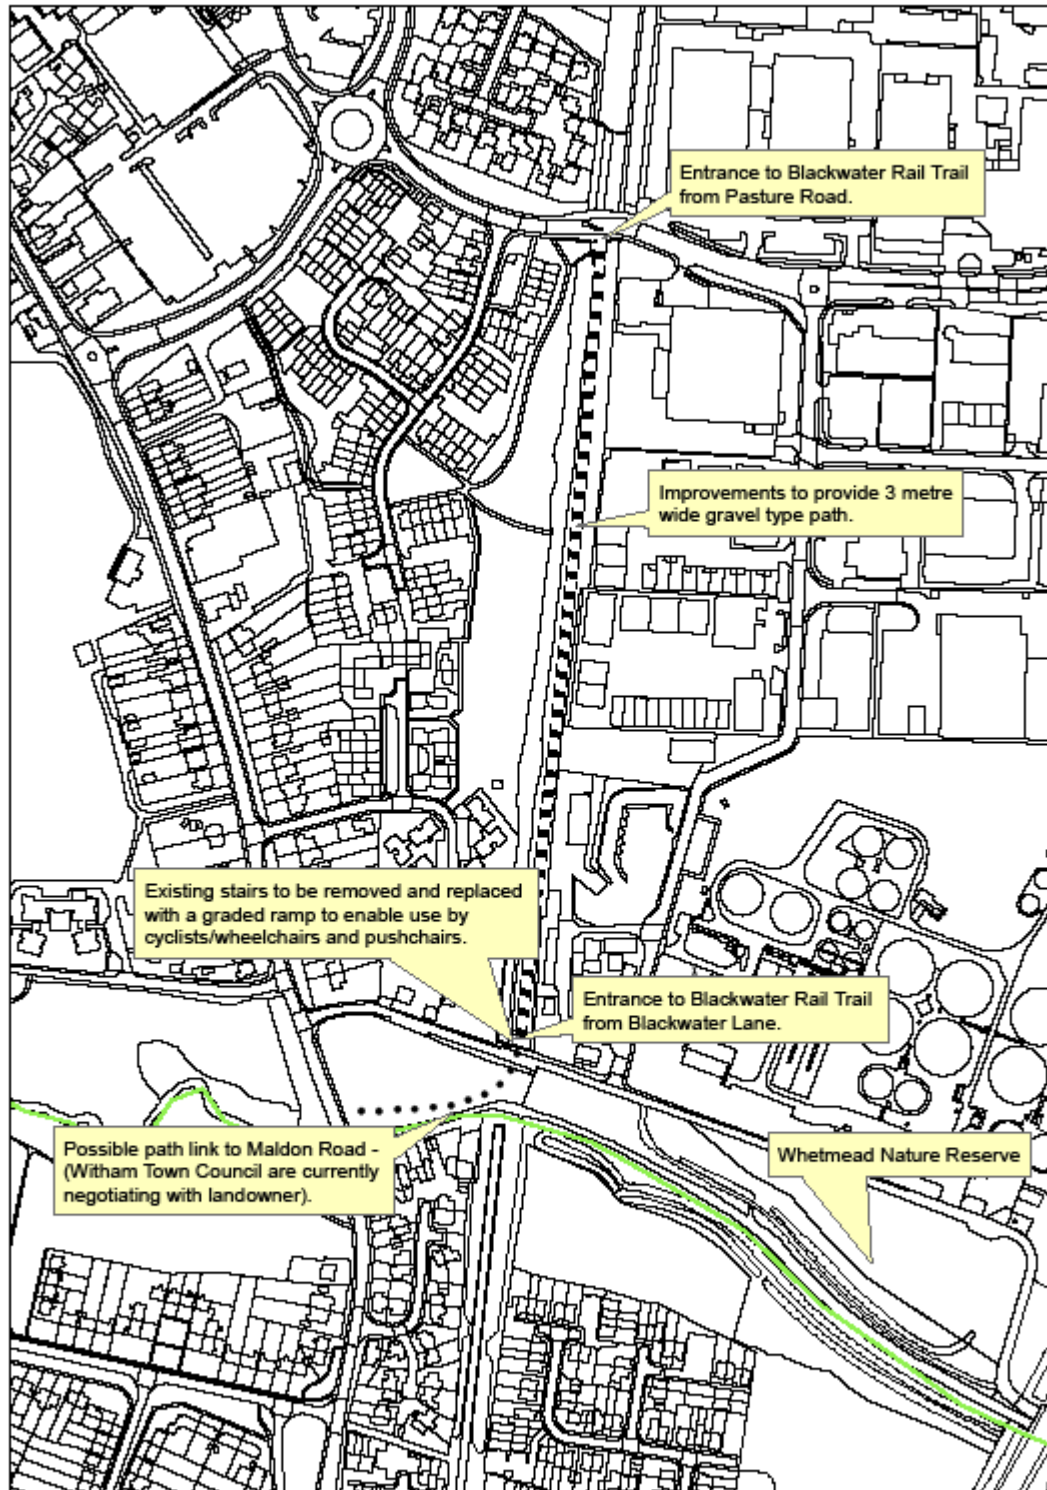 Entrance to Blackwater Rail Trail
from Pasture Road.
Improvements to provide 3 metre
wide gravel type path.
Existing stairs to be removed and replaced
with a graded ramp to enable use by
cyclists/wheelchairs and pushchairs.
Entrance to Blackwater Rail Trail
from Blackwater Lane.
Possible path link to Maldon Road -
(Witham Town Council are currently
negotiating with landowner).
Whetmead Nature Reserve